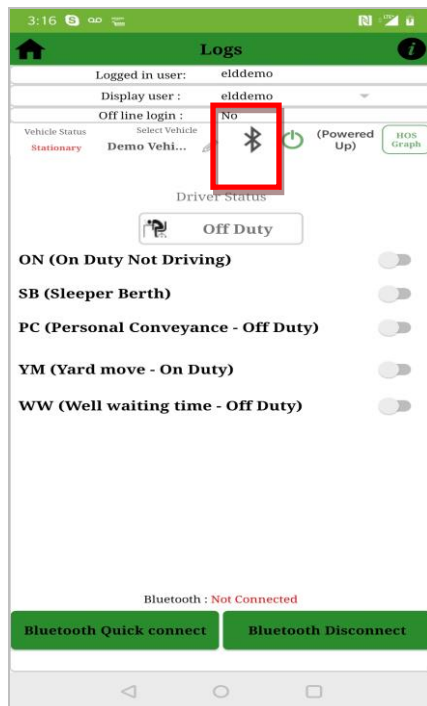 3:16
Logs
Logged in user: elddemo
Display user : elddemo
Off line login : No
Vehicle Status Select Vehicle
Stationary Demo Vehi... (Powered Up) HOS Graph
Driver Status
Off Duty
ON (On Duty Not Driving)
SB (Sleeper Berth)
PC (Personal Conveyance - Off Duty)
YM (Yard move - On Duty)
WW (Well waiting time - Off Duty)
Bluetooth : Not Connected
Bluetooth Quick connect Bluetooth Disconnect